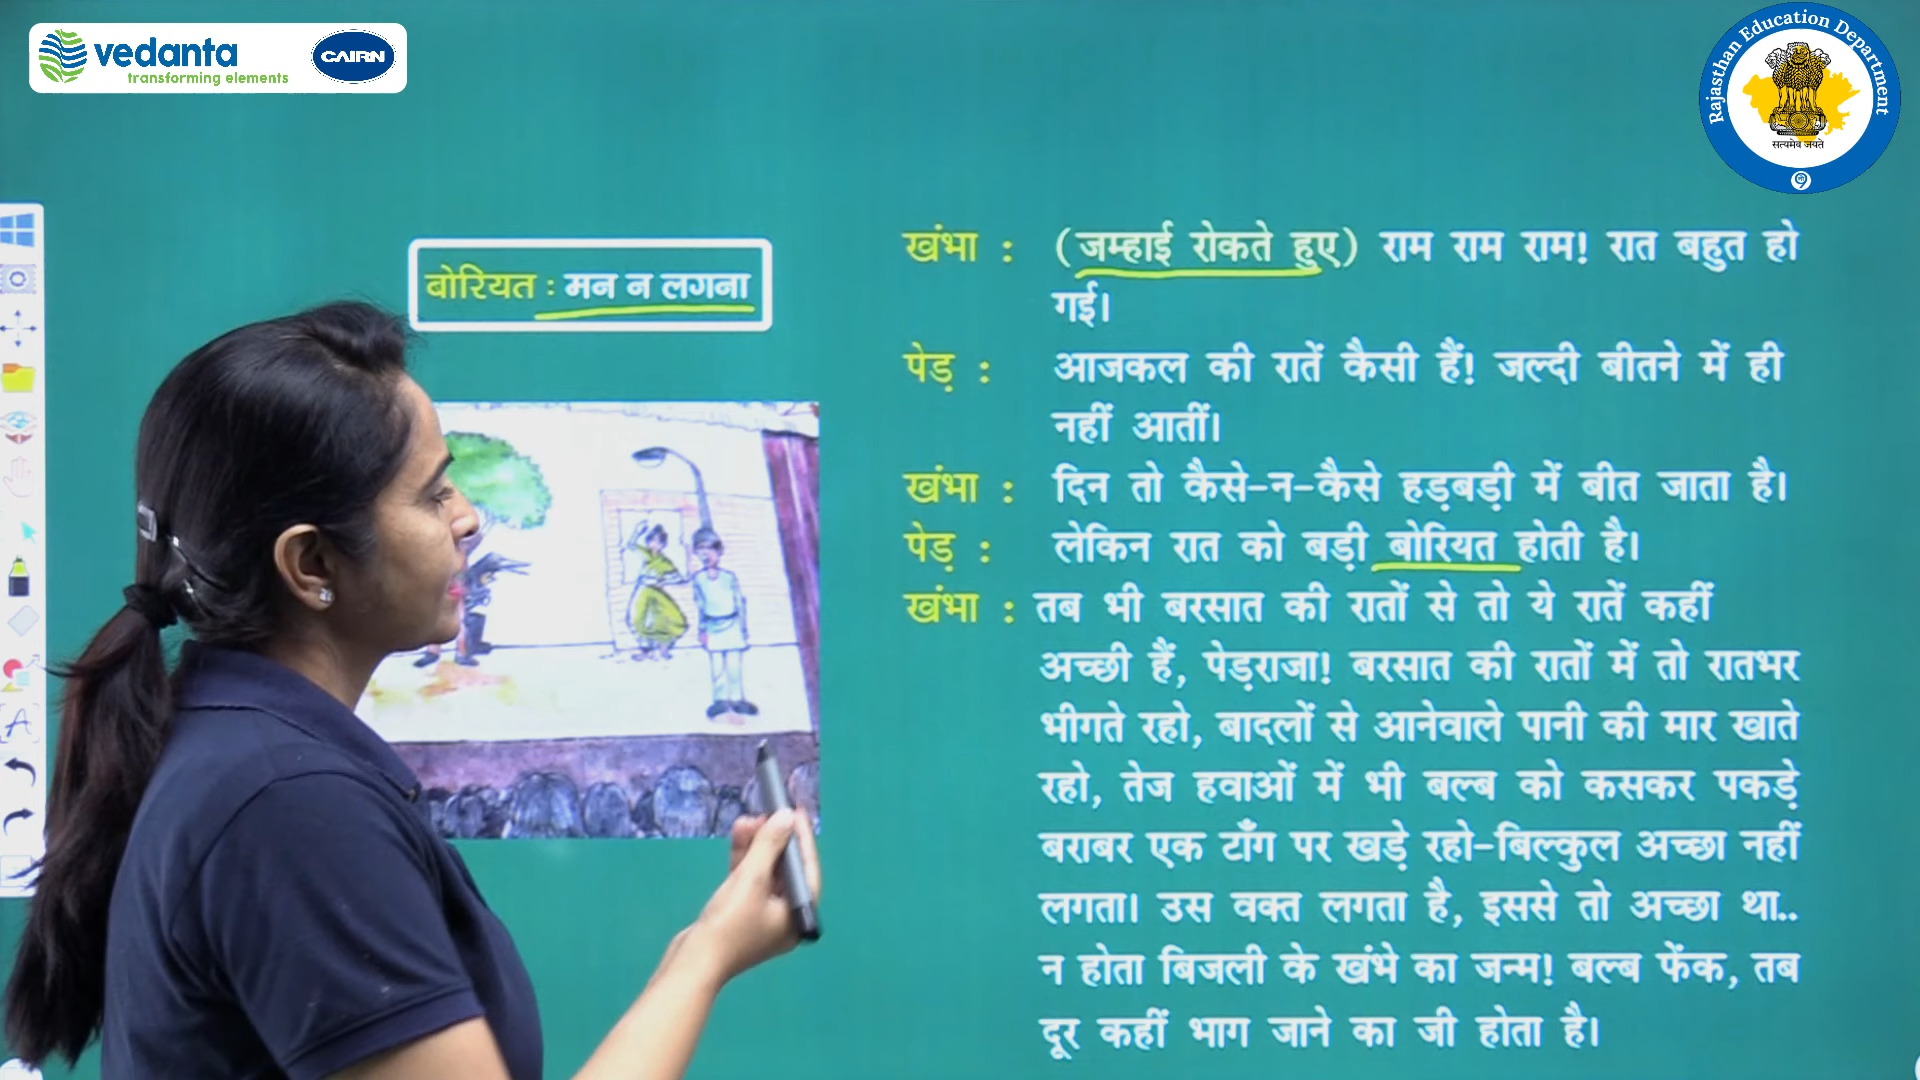 vedanta
transforming elements
CAIRN
Rajasthan Education Department
सत्यमेव जयते
बोरियत : मन न लगना
खंभा : (जम्हाई रोकते हुए) राम राम राम! रात बहुत हो
गई।
पेड़ : आजकल की रातें कैसी हैं! जल्दी बीतने में ही
नहीं आतीं।
खंभा : दिन तो कैसे-न-कैसे हड़बड़ी में बीत जाता है।
पेड़ : लेकिन रात को बड़ी बोरियत होती है।
खंभा : तब भी बरसात की रातों से तो ये रातें कहीं
अच्छी हैं, पेड़राजा! बरसात की रातों में तो रातभर
भीगते रहो, बादलों से आनेवाले पानी की मार खाते
रहो, तेज हवाओं में भी बल्ब को कसकर पकड़े
बराबर एक टाँग पर खड़े रहो-बिल्कुल अच्छा नहीं
लगता। उस वक्त लगता है, इससे तो अच्छा था..
न होता बिजली के खंभे का जन्म! बल्ब फेंक, तब
दूर कहीं भाग जाने का जी होता है।